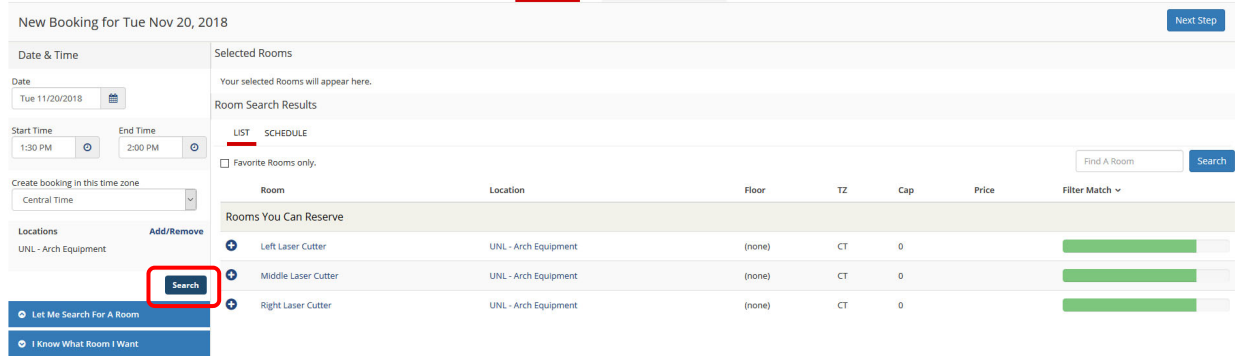 New Booking for Tue Nov 20, 2018
Next Step
Date & Time
Date
Tue 11/20/2018
Start Time End Time
1:30 PM 2:00 PM
Create booking in this time zone
Central Time
Locations Add/Remove
UNL - Arch Equipment
Search
Let Me Search For A Room
I Know What Room I Want
Selected Rooms
Your selected Rooms will appear here.
Room Search Results
LIST SCHEDULE
Favorite Rooms only.
Find A Room Search
Room Location Floor TZ Cap Price Filter Match
Rooms You Can Reserve
Left Laser Cutter UNL - Arch Equipment (none) CT 0
Middle Laser Cutter UNL - Arch Equipment (none) CT 0
Right Laser Cutter UNL - Arch Equipment (none) CT 0